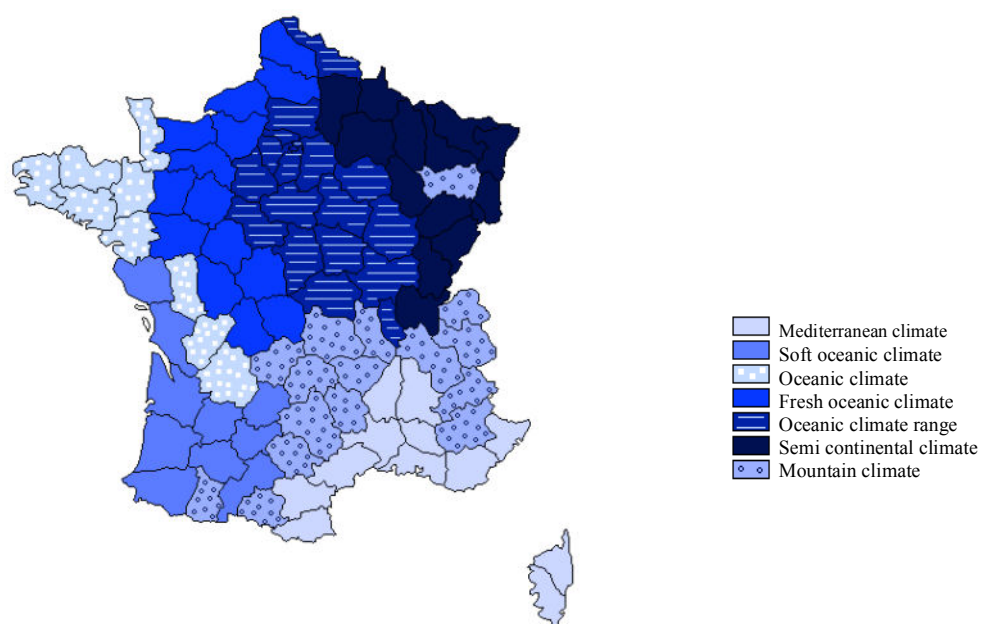 Mediterranean climate
Soft oceanic climate
Oceanic climate
Fresh oceanic climate
Oceanic climate range
Semi continental climate
Mountain climate